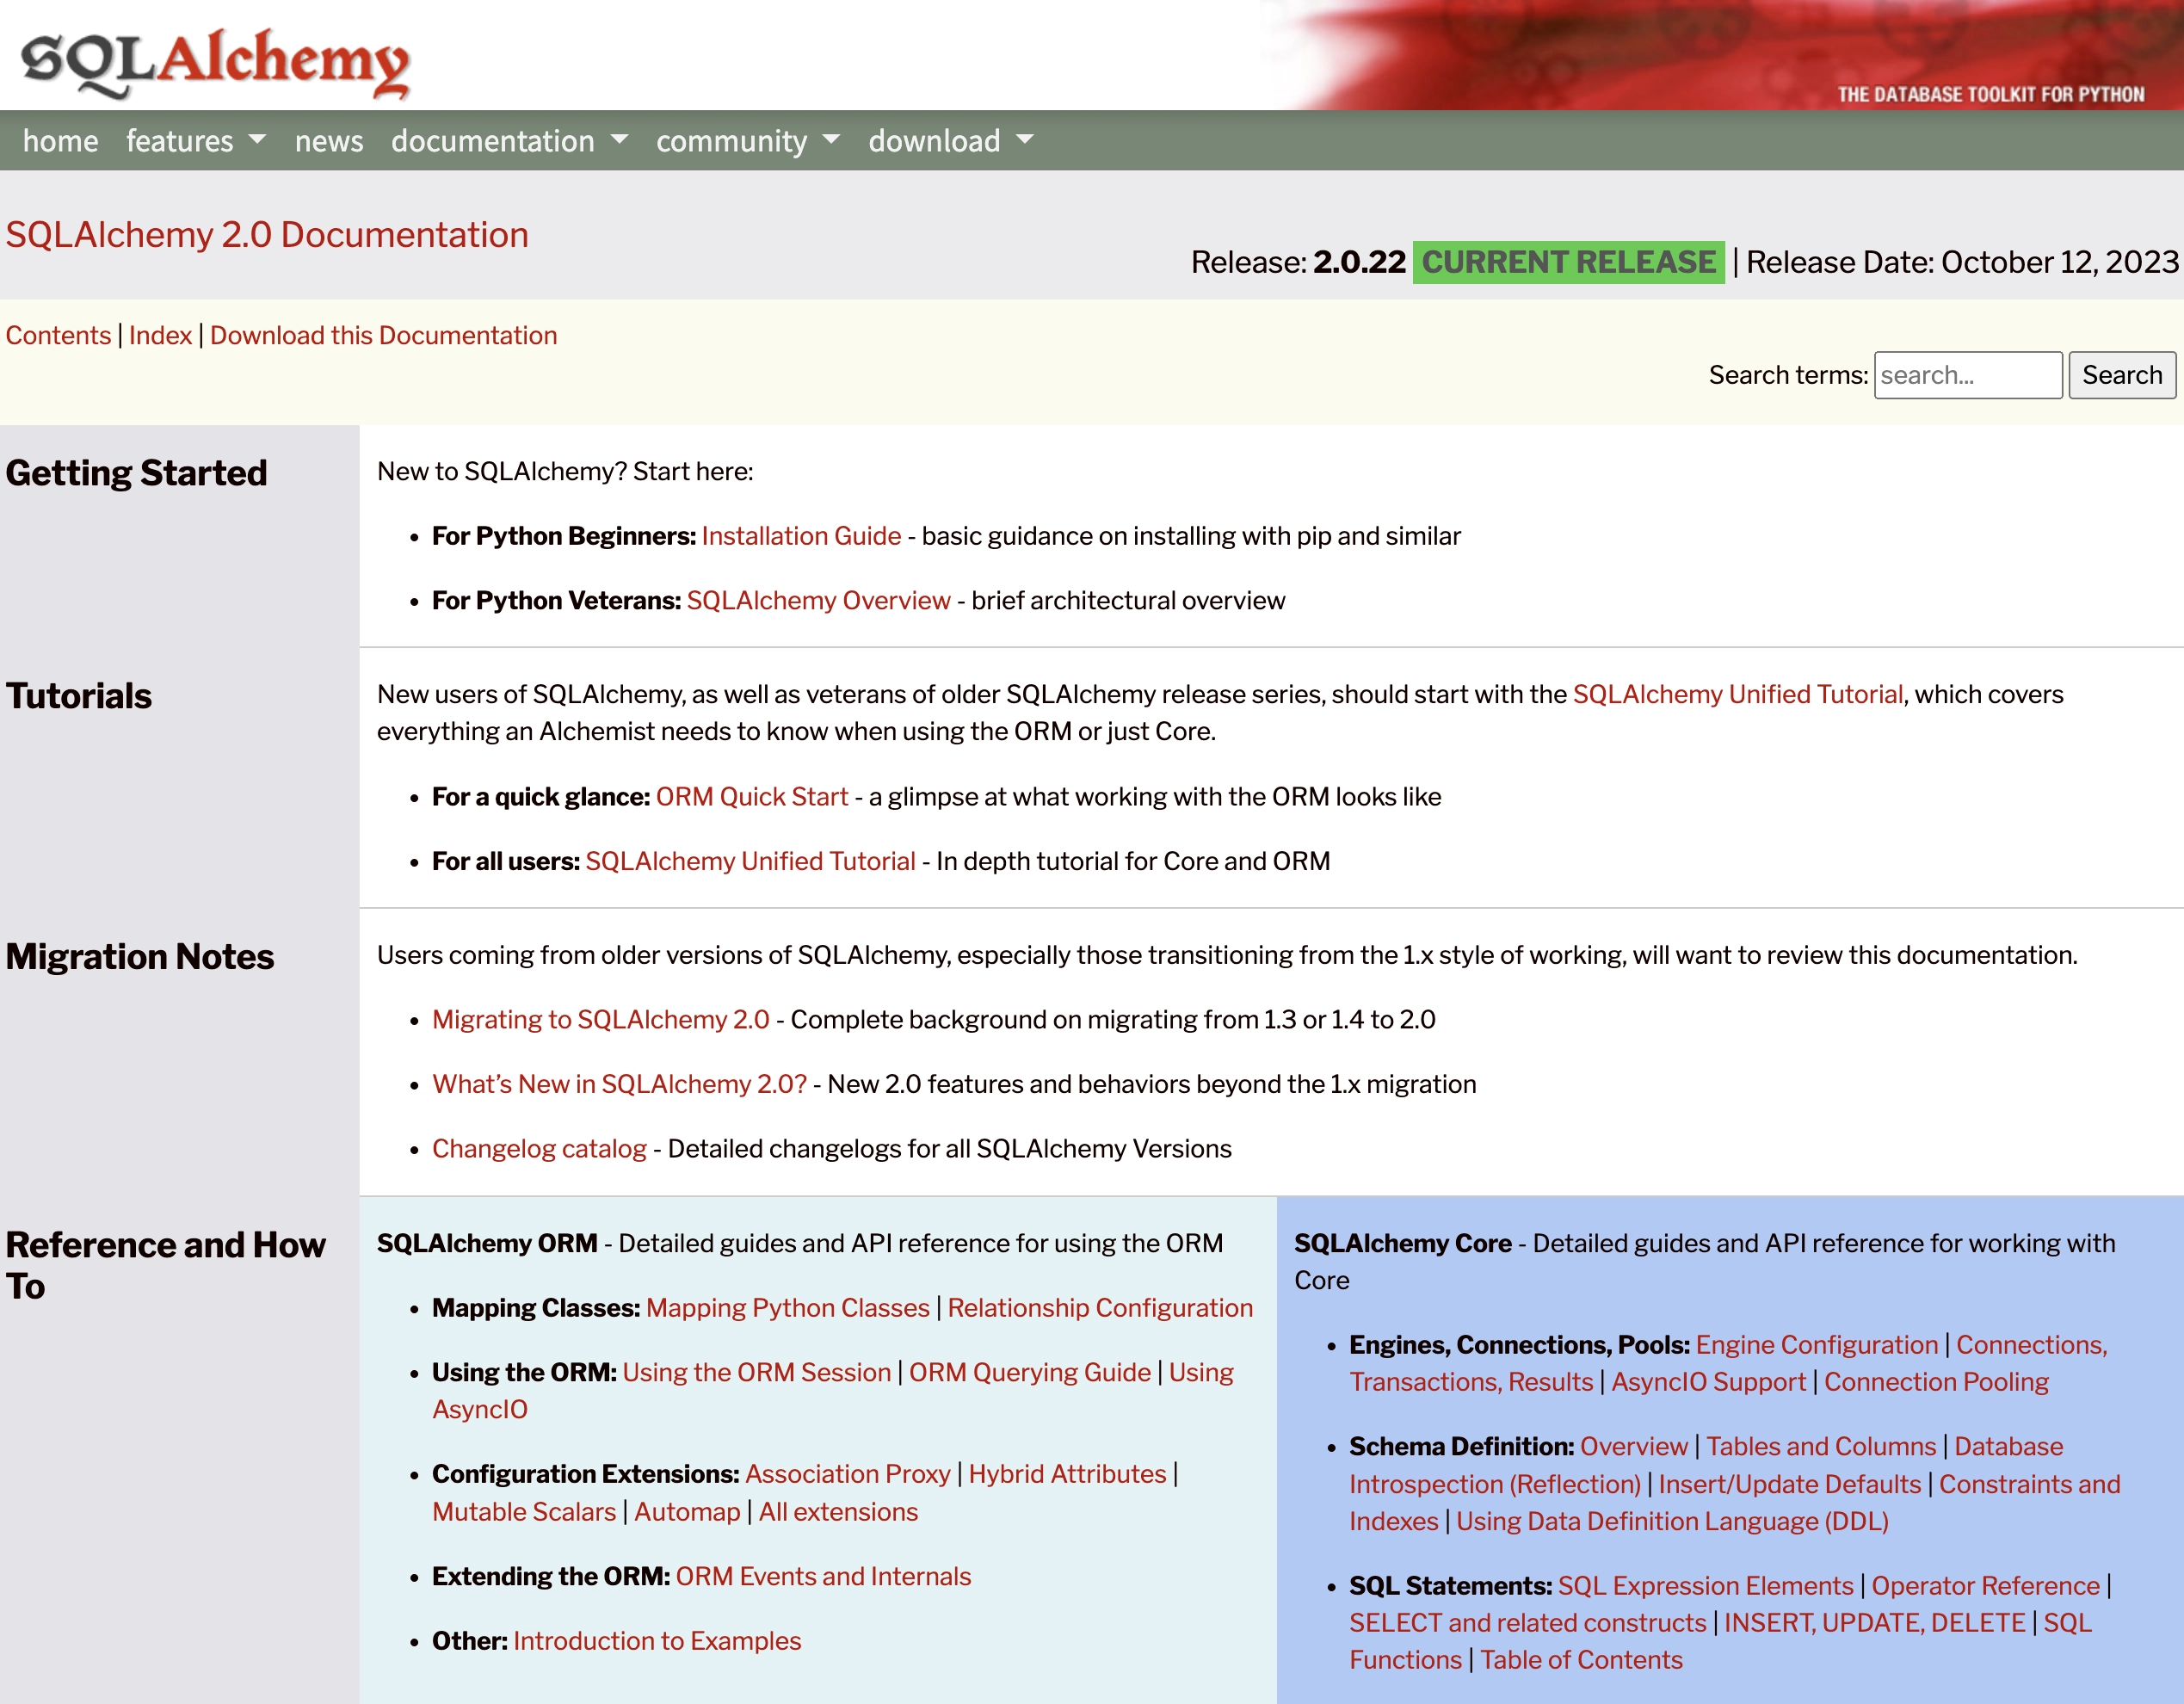 SQLAlchemy
THE DATABASE TOOLKIT FOR PYTHON
home features news documentation community download
SQLAlchemy 2.0 Documentation
Release: 2.0.22 CURRENT RELEASE | Release Date: October 12, 2023
Contents | Index | Download this Documentation
Search terms: search... Search
Getting Started
New to SQLAlchemy? Start here:
• For Python Beginners: Installation Guide - basic guidance on installing with pip and similar
• For Python Veterans: SQLAlchemy Overview - brief architectural overview
Tutorials
New users of SQLAlchemy, as well as veterans of older SQLAlchemy release series, should start with the SQLAlchemy Unified Tutorial, which covers
everything an Alchemist needs to know when using the ORM or just Core.
• For a quick glance: ORM Quick Start - a glimpse at what working with the ORM looks like
• For all users: SQLAlchemy Unified Tutorial - In depth tutorial for Core and ORM
Migration Notes
Users coming from older versions of SQLAlchemy, especially those transitioning from the 1.x style of working, will want to review this documentation.
• Migrating to SQLAlchemy 2.0 - Complete background on migrating from 1.3 or 1.4 to 2.0
• What’s New in SQLAlchemy 2.0? - New 2.0 features and behaviors beyond the 1.x migration
• Changelog catalog - Detailed changelogs for all SQLAlchemy Versions
Reference and How
To
SQLAlchemy ORM - Detailed guides and API reference for using the ORM
• Mapping Classes: Mapping Python Classes | Relationship Configuration
• Using the ORM: Using the ORM Session | ORM Querying Guide | Using
AsyncIO
• Configuration Extensions: Association Proxy | Hybrid Attributes |
Mutable Scalars | Automap | All extensions
• Extending the ORM: ORM Events and Internals
• Other: Introduction to Examples
SQLAlchemy Core - Detailed guides and API reference for working with
Core
• Engines, Connections, Pools: Engine Configuration | Connections,
Transactions, Results | AsyncIO Support | Connection Pooling
• Schema Definition: Overview | Tables and Columns | Database
Introspection (Reflection) | Insert/Update Defaults | Constraints and
Indexes | Using Data Definition Language (DDL)
• SQL Statements: SQL Expression Elements | Operator Reference |
SELECT and related constructs | INSERT, UPDATE, DELETE | SQL
Functions | Table of Contents